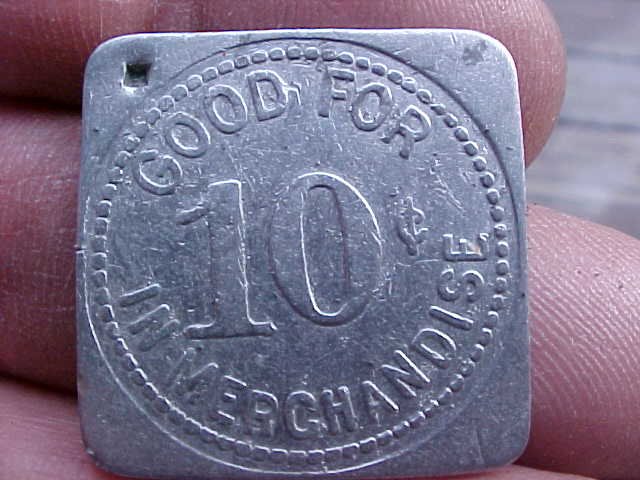 GOOD FOR
10¢
IN MERCHANDISE